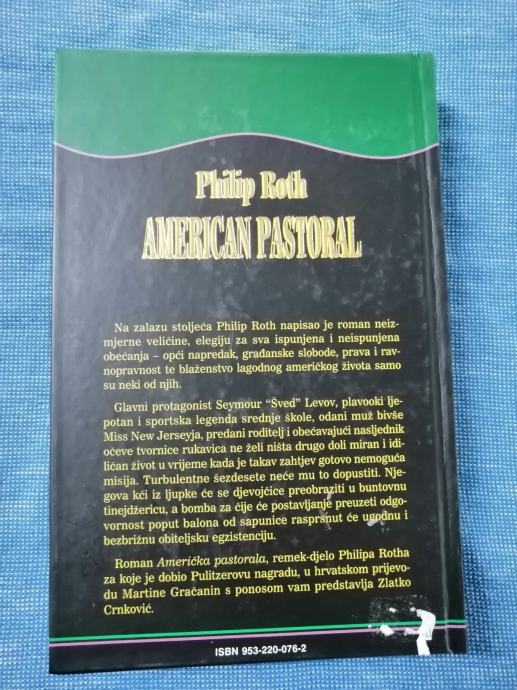 Philip Roth
AMERICAN PASTORAL
Na zalazu stoljeća Philip Roth napisao je roman neiz-
mjerne veličine, elegiju za sva ispunjena i neispunjena
obećanja – opći napredak, građanske slobode, prava i rav-
nopravnost te blaženstvo lagodnog američkog života samo
su neki od njih.
Glavni protagonist Seymour “Šved” Levov, plavooki lje-
potan i sportska legenda srednje škole, odani muž bivše
Miss New Jerseyja, predani roditelj i obećavajući nasljednik
očeve tvornice rukavica ne želi ništa drugo doli miran i idi-
ličan život u vrijeme kada je takav zahtjev gotovo nemoguća
misija. Turbulentne šezdesete neće mu to dopustiti. Nje-
gova kći iz ljupke će se djevojčice preobraziti u buntovnu
tinejdžericu, a bomba za čije će postavljanje preuzeti odgo-
vornost poput balona od sapunice raspršnut će ugodnu i
bezbrižnu obiteljsku egzistenciju.
Roman Američka pastorala, remek-djelo Philipa Rotha
za koje je dobio Pulitzerovu nagradu, u hrvatskom prijevo-
du Martine Gračanin s ponosom vam predstavlja Zlatko
Crnković.
ISBN 953-220-076-2